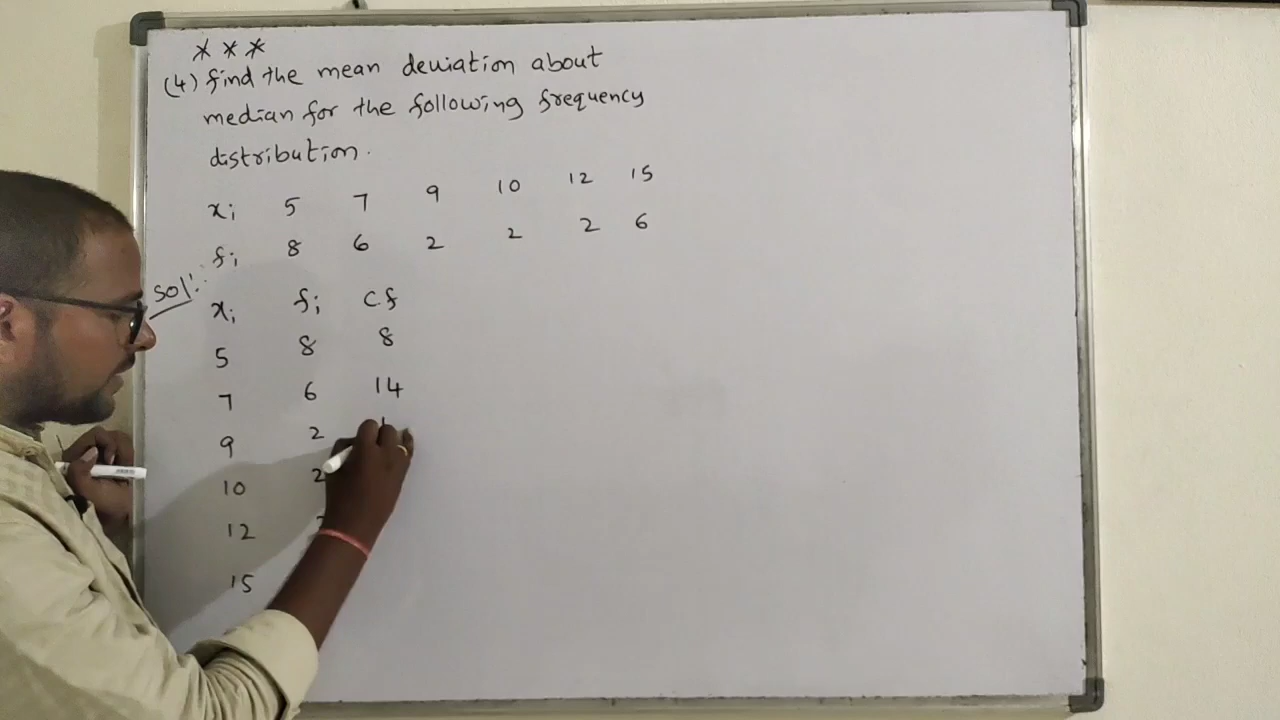 ***
(4) find the mean deviation about
median for the following frequency
distribution.
xi 5 7 9 10 12 15
fi 8 6 2 2 2 6
Sol:
xi fi cf
5 8 8
7 6 14
9 2
10 2
12
15